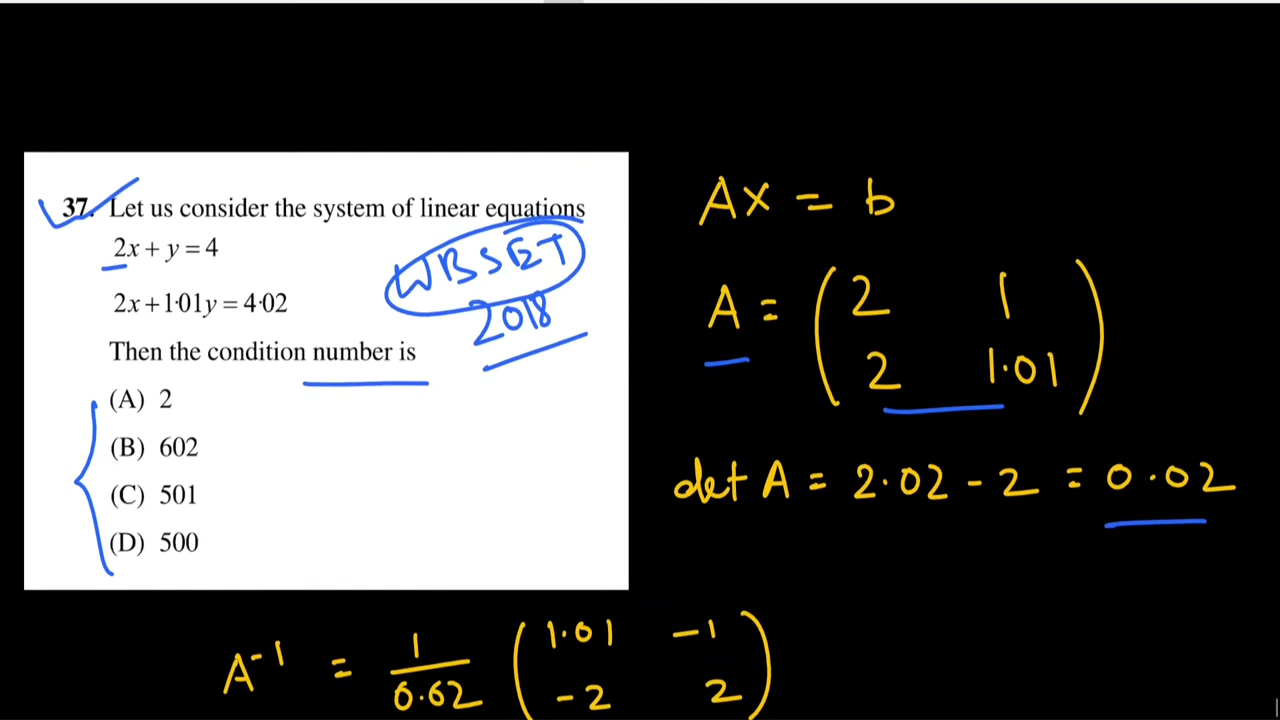 37. Let us consider the system of linear equations
2x + y = 4
2x + 1·01y = 4·02
WBSET
2018
Then the condition number is
(A) 2
(B) 602
(C) 501
(D) 500
AX = b
A = ( 2 1
2 1.01 )
det A = 2.02 - 2 = 0.02
A⁻¹ = 1/0.02 ( 1.01 -1
-2 2 )